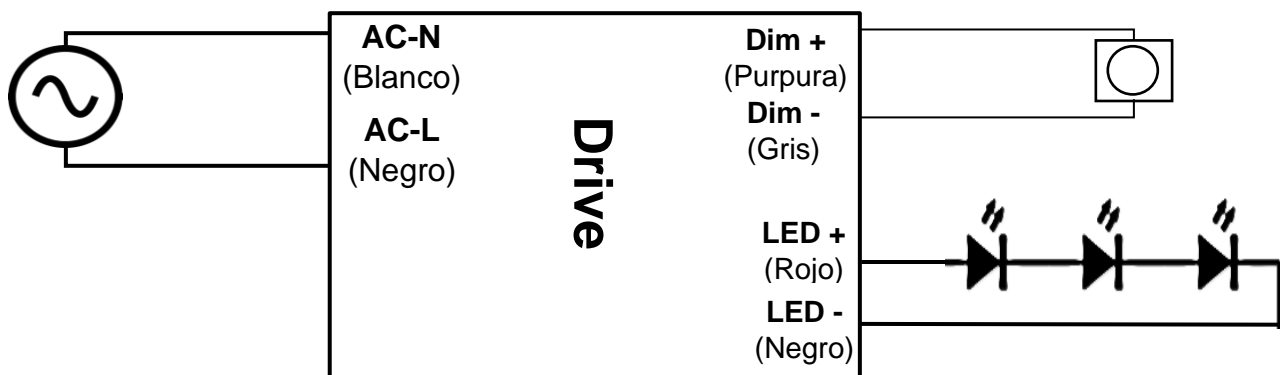 AC-N
(Blanco)
AC-L
(Negro)
Drive
Dim +
(Purpura)
Dim -
(Gris)
LED +
(Rojo)
LED -
(Negro)